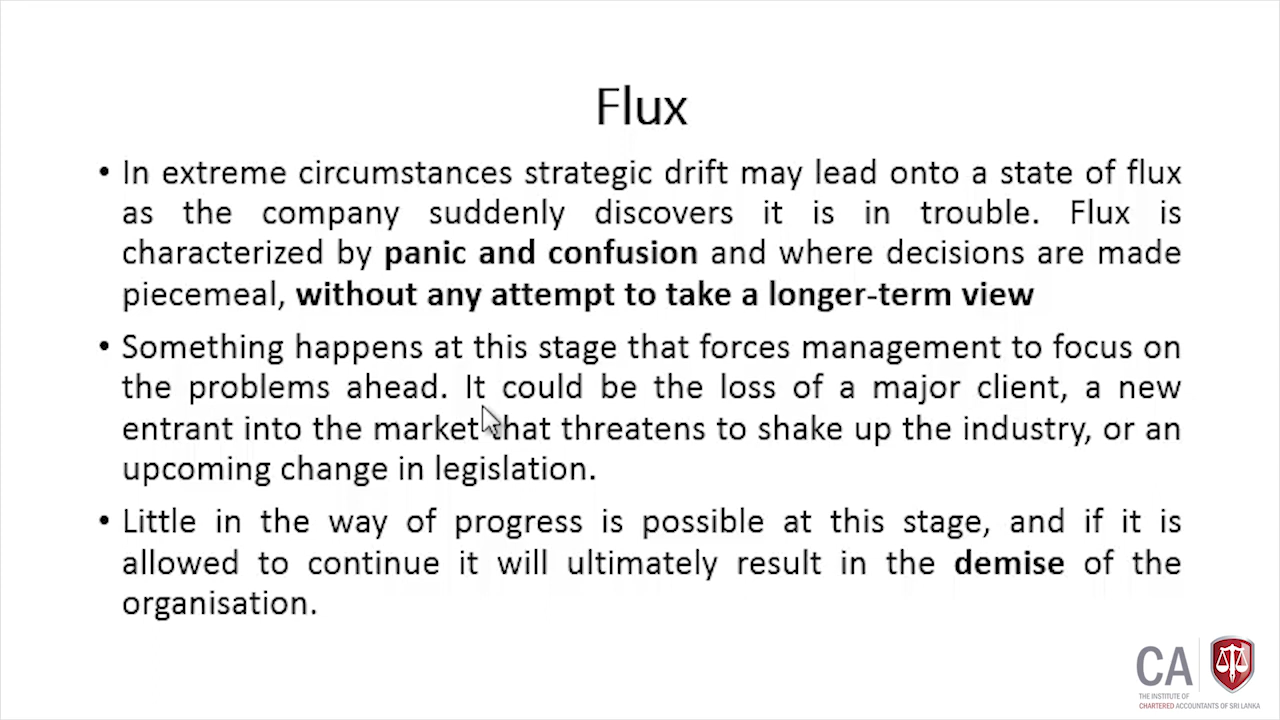 Flux
• In extreme circumstances strategic drift may lead onto a state of flux
as the company suddenly discovers it is in trouble. Flux is
characterized by panic and confusion and where decisions are made
piecemeal, without any attempt to take a longer-term view
• Something happens at this stage that forces management to focus on
the problems ahead. It could be the loss of a major client, a new
entrant into the market that threatens to shake up the industry, or an
upcoming change in legislation.
• Little in the way of progress is possible at this stage, and if it is
allowed to continue it will ultimately result in the demise of the
organisation.
CA
THE INSTITUTE OF
CHARTERED ACCOUNTANTS OF SRI LANKA